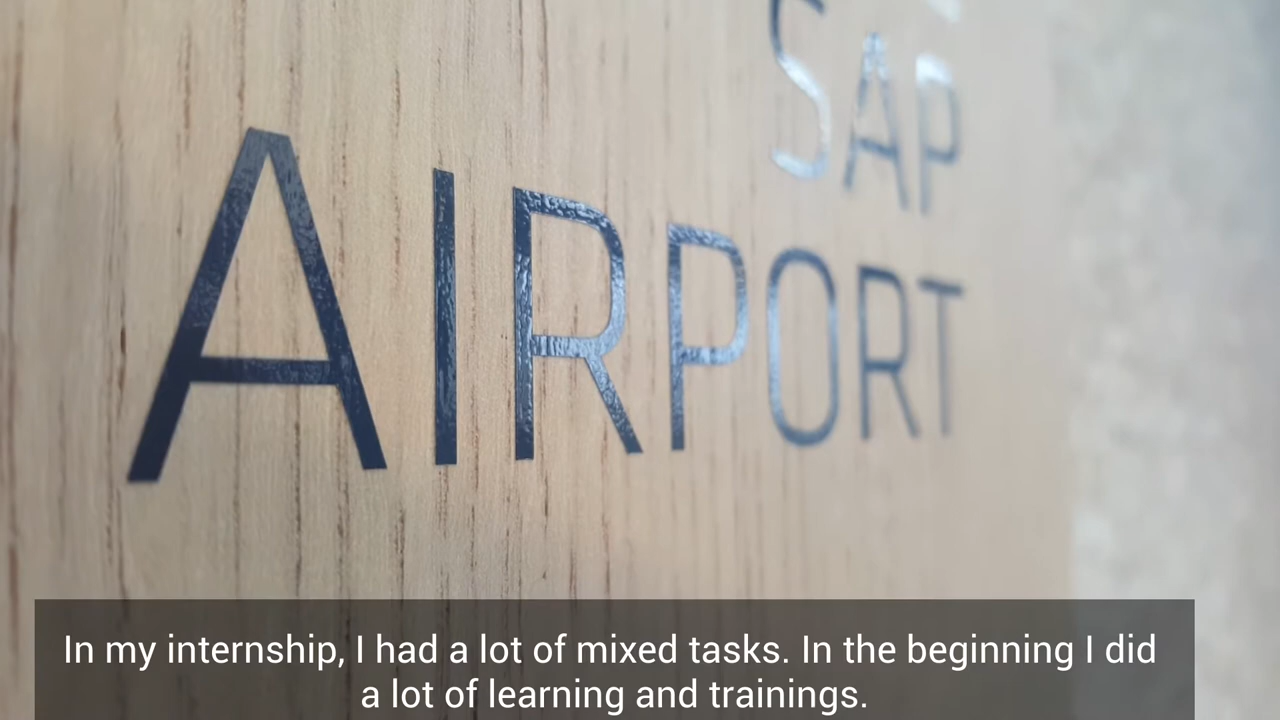 SAP
AIRPORT
In my internship, I had a lot of mixed tasks. In the beginning I did
a lot of learning and trainings.